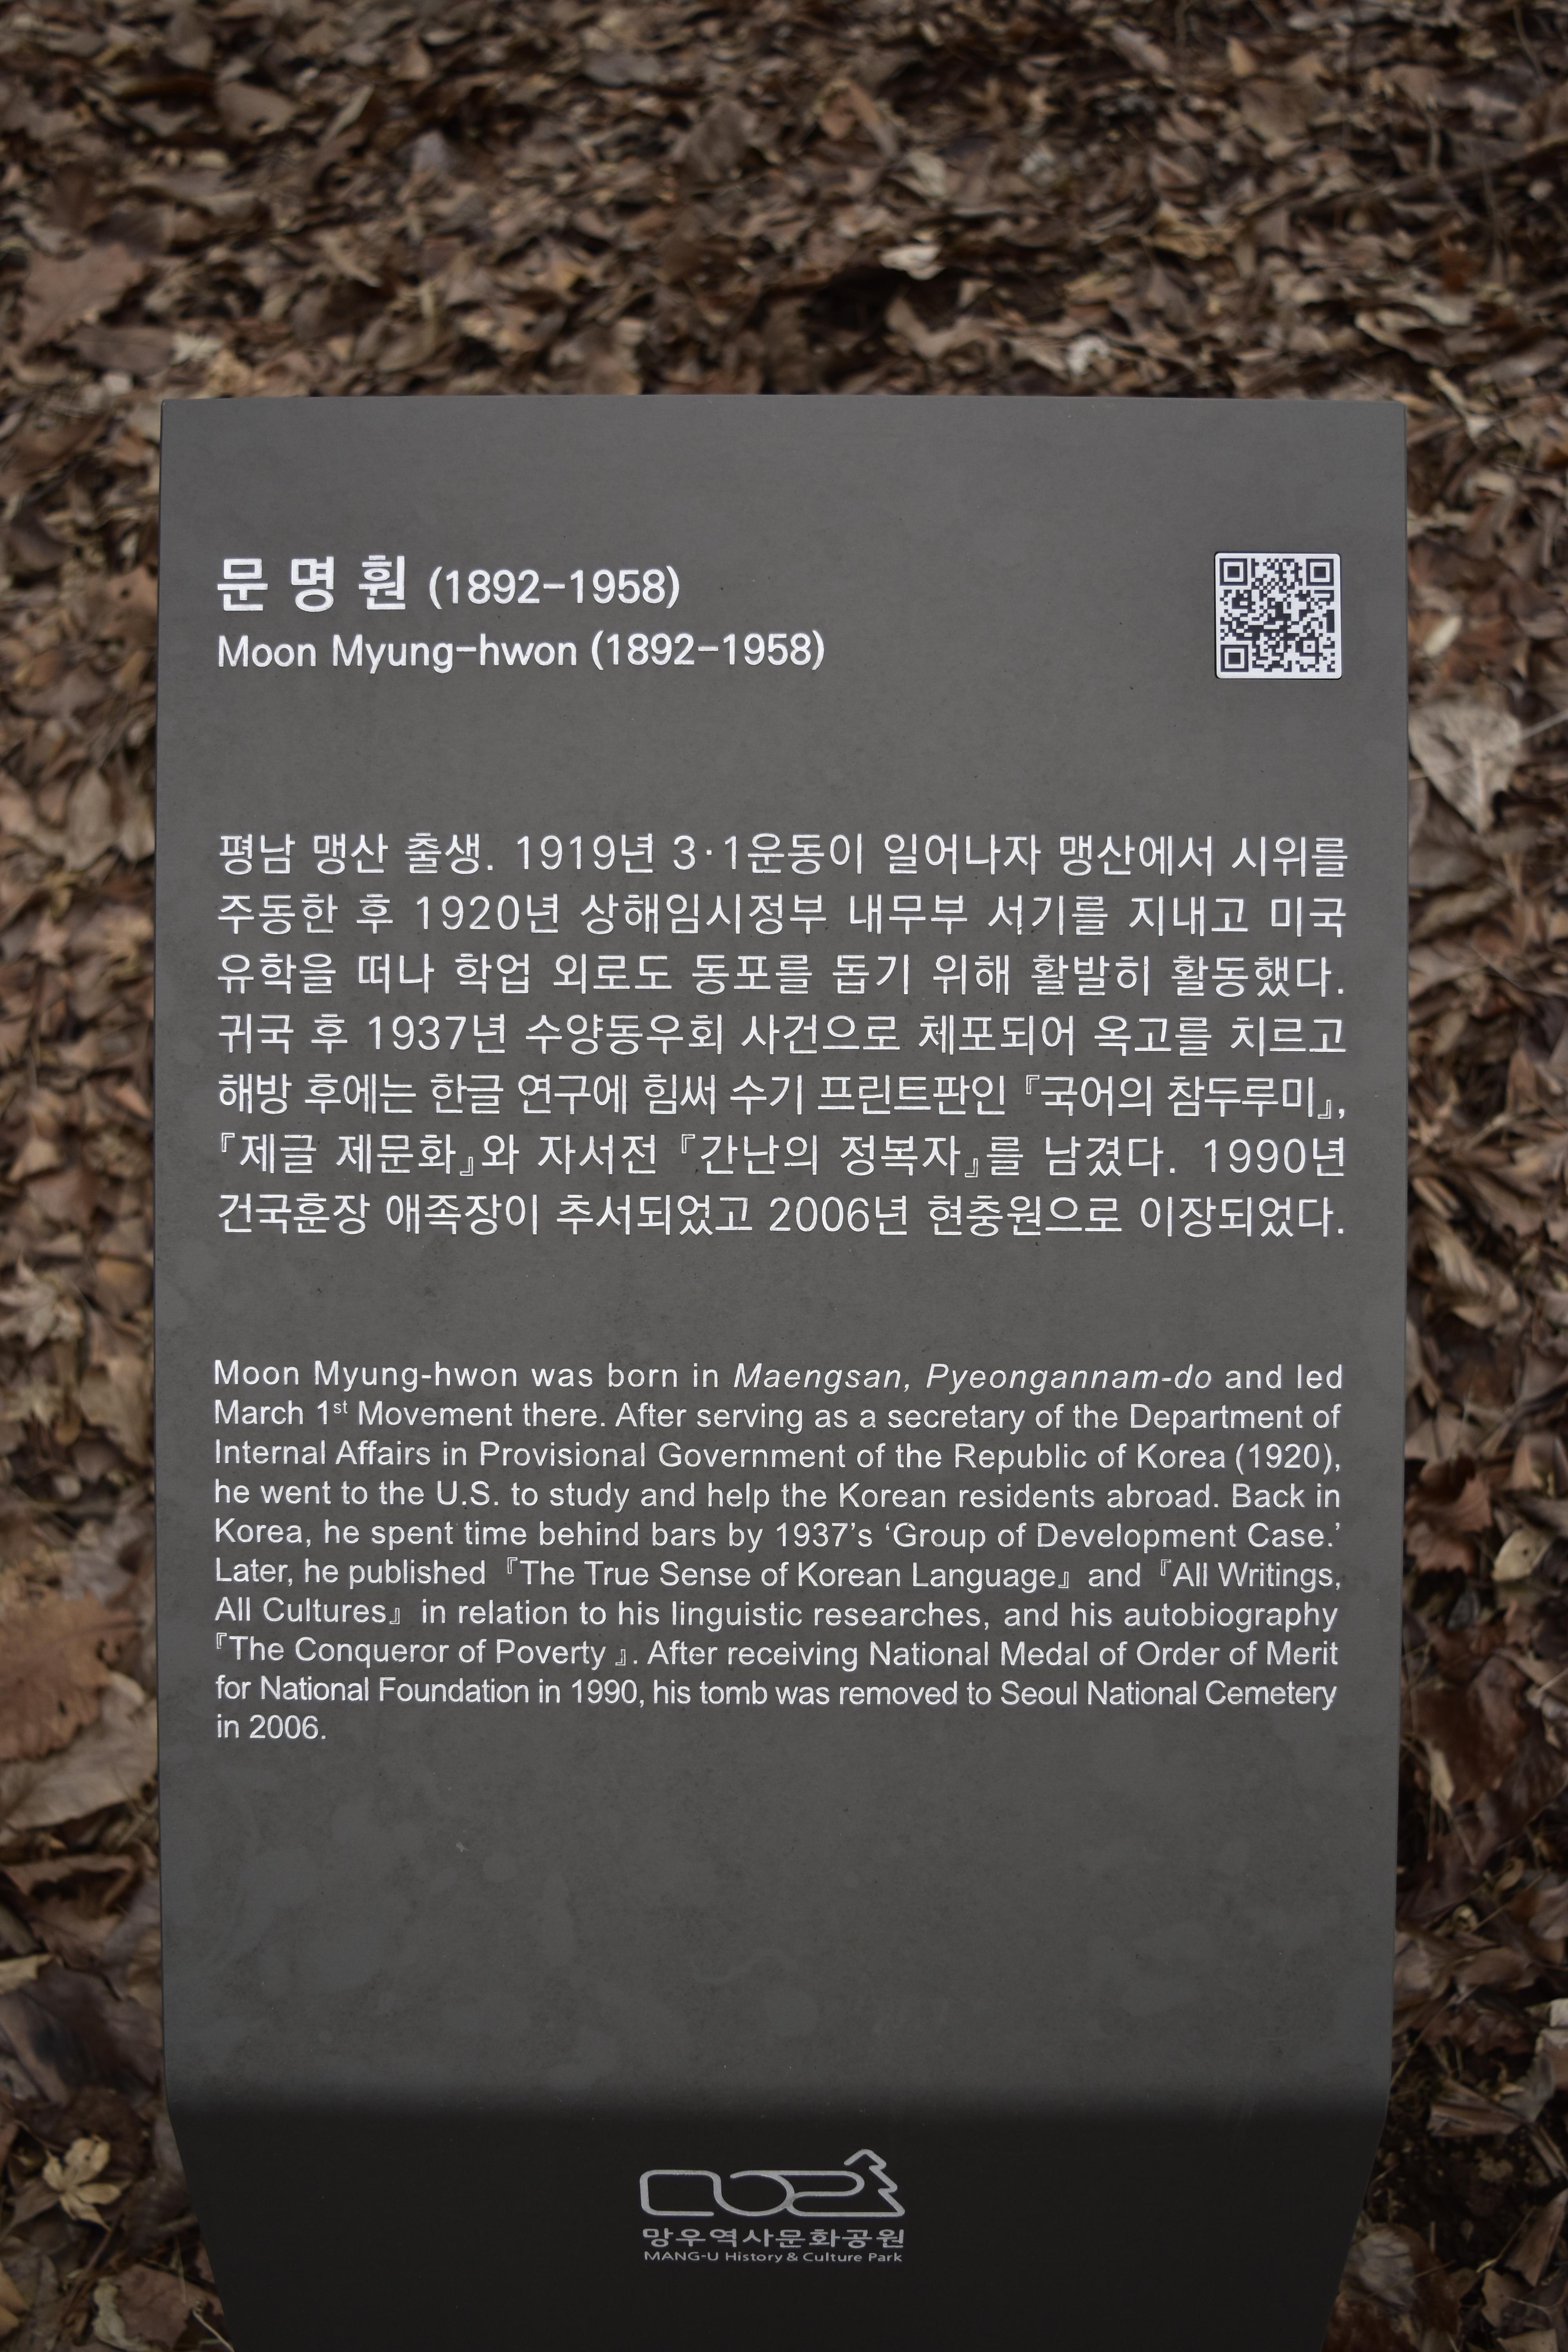 문명훤 (1892-1958)
Moon Myung-hwon (1892-1958)
평남 맹산 출생. 1919년 3·1운동이 일어나자 맹산에서 시위를
주동한 후 1920년 상해임시정부 내무부 서기를 지내고 미국
유학을 떠나 학업 외로도 동포를 돕기 위해 활발히 활동했다.
귀국 후 1937년 수양동우회 사건으로 체포되어 옥고를 치르고
해방 후에는 한글 연구에 힘써 수기 프린트판인 『국어의 참두루미』,
『제글 제문화』와 자서전 『간난의 정복자』를 남겼다. 1990년
건국훈장 애족장이 추서되었고 2006년 현충원으로 이장되었다.
Moon Myung-hwon was born in Maengsan, Pyeongannam-do and led
March 1st Movement there. After serving as a secretary of the Department of
Internal Affairs in Provisional Government of the Republic of Korea (1920),
he went to the U.S. to study and help the Korean residents abroad. Back in
Korea, he spent time behind bars by 1937's ‘Group of Development Case.’
Later, he published 『The True Sense of Korean Language』 and 『All Writings,
All Cultures』 in relation to his linguistic researches, and his autobiography
『The Conqueror of Poverty 』. After receiving National Medal of Order of Merit
for National Foundation in 1990, his tomb was removed to Seoul National Cemetery
in 2006.
망우역사문화공원
MANG-U History & Culture Park